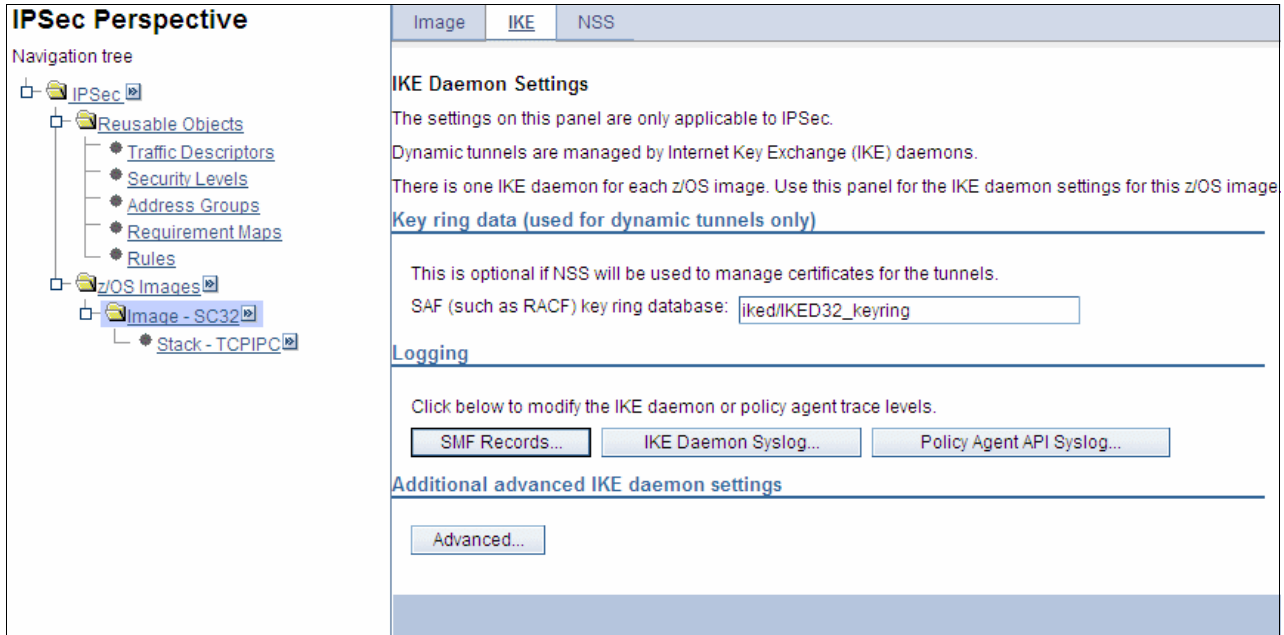 IPSec Perspective
Navigation tree
IPSec
Reusable Objects
Traffic Descriptors
Security Levels
Address Groups
Requirement Maps
Rules
z/OS Images
Image - SC32
Stack - TCPIPC
Image IKE NSS
IKE Daemon Settings
The settings on this panel are only applicable to IPSec.
Dynamic tunnels are managed by Internet Key Exchange (IKE) daemons.
There is one IKE daemon for each z/OS image. Use this panel for the IKE daemon settings for this z/OS image.
Key ring data (used for dynamic tunnels only)
This is optional if NSS will be used to manage certificates for the tunnels.
SAF (such as RACF) key ring database: iked/IKED32_keyring
Logging
Click below to modify the IKE daemon or policy agent trace levels.
SMF Records... IKE Daemon Syslog... Policy Agent API Syslog...
Additional advanced IKE daemon settings
Advanced...